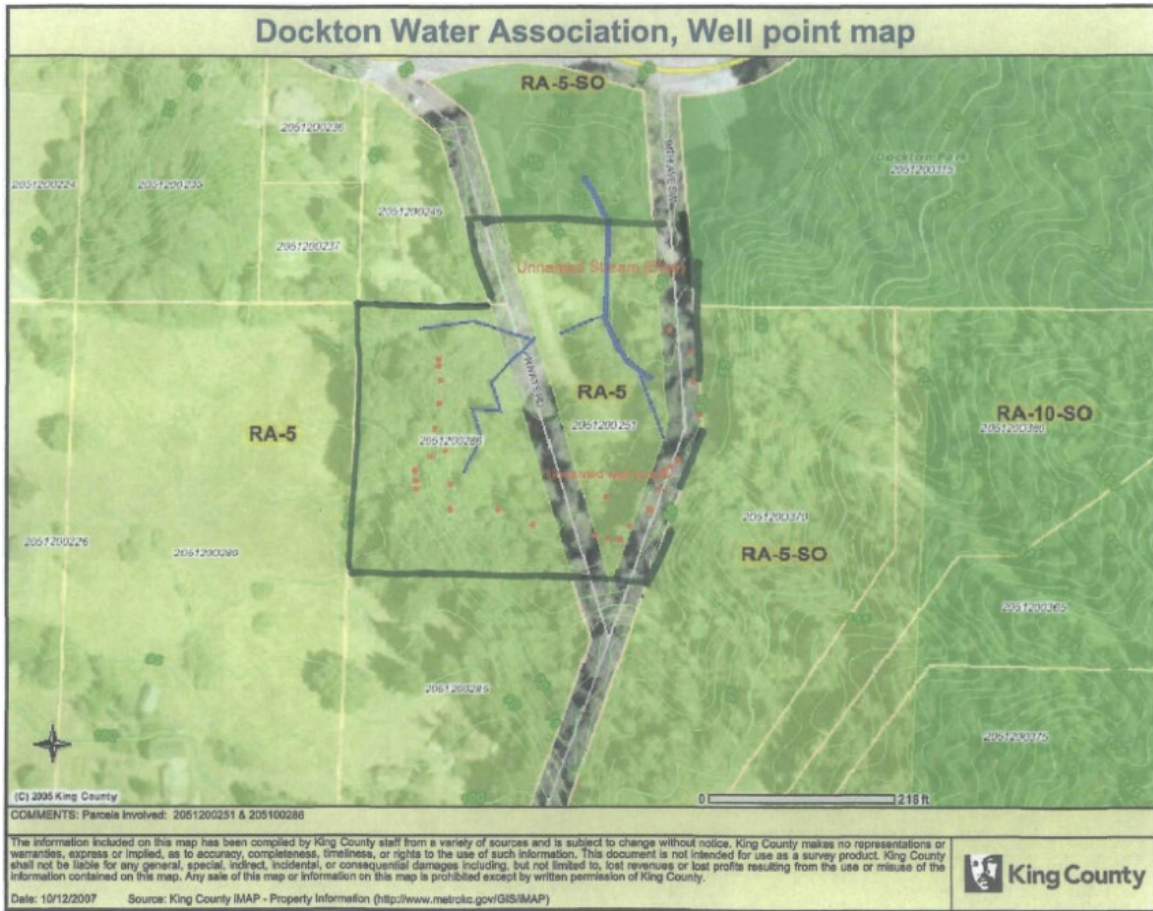 Dockton Water Association, Well point map
RA-5-SO
2051200236
2051200224
2051200235
Dockton Park
2051200315
2051200245
2051200237
Unnamed Stream
RA-5
RA-10-SO
2051200380
2051200251
RA-5
2051200286
Unnamed well
2051200370
2051200226
2051200280
RA-5-SO
2051200365
2051200285
2051200375
(C) 2005 King County
0 218 ft
COMMENTS: Parcels Involved: 2051200251 & 205100286
The information included on this map has been compiled by King County staff from a variety of sources and is subject to change without notice. King County makes no representations or
warranties, express or implied, as to accuracy, completeness, timeliness, or rights to the use of such information. This document is not intended for use as a survey product. King County
shall not be liable for any general, special, indirect, incidental, or consequential damages including, but not limited to, lost revenues or lost profits resulting from the use or misuse of the
information contained on this map. Any sale of this map or information on this map is prohibited except by written permission of King County.
Date: 10/12/2007 Source: King County iMAP - Property Information (http://www.metrokc.gov/GIS/iMAP)
King County